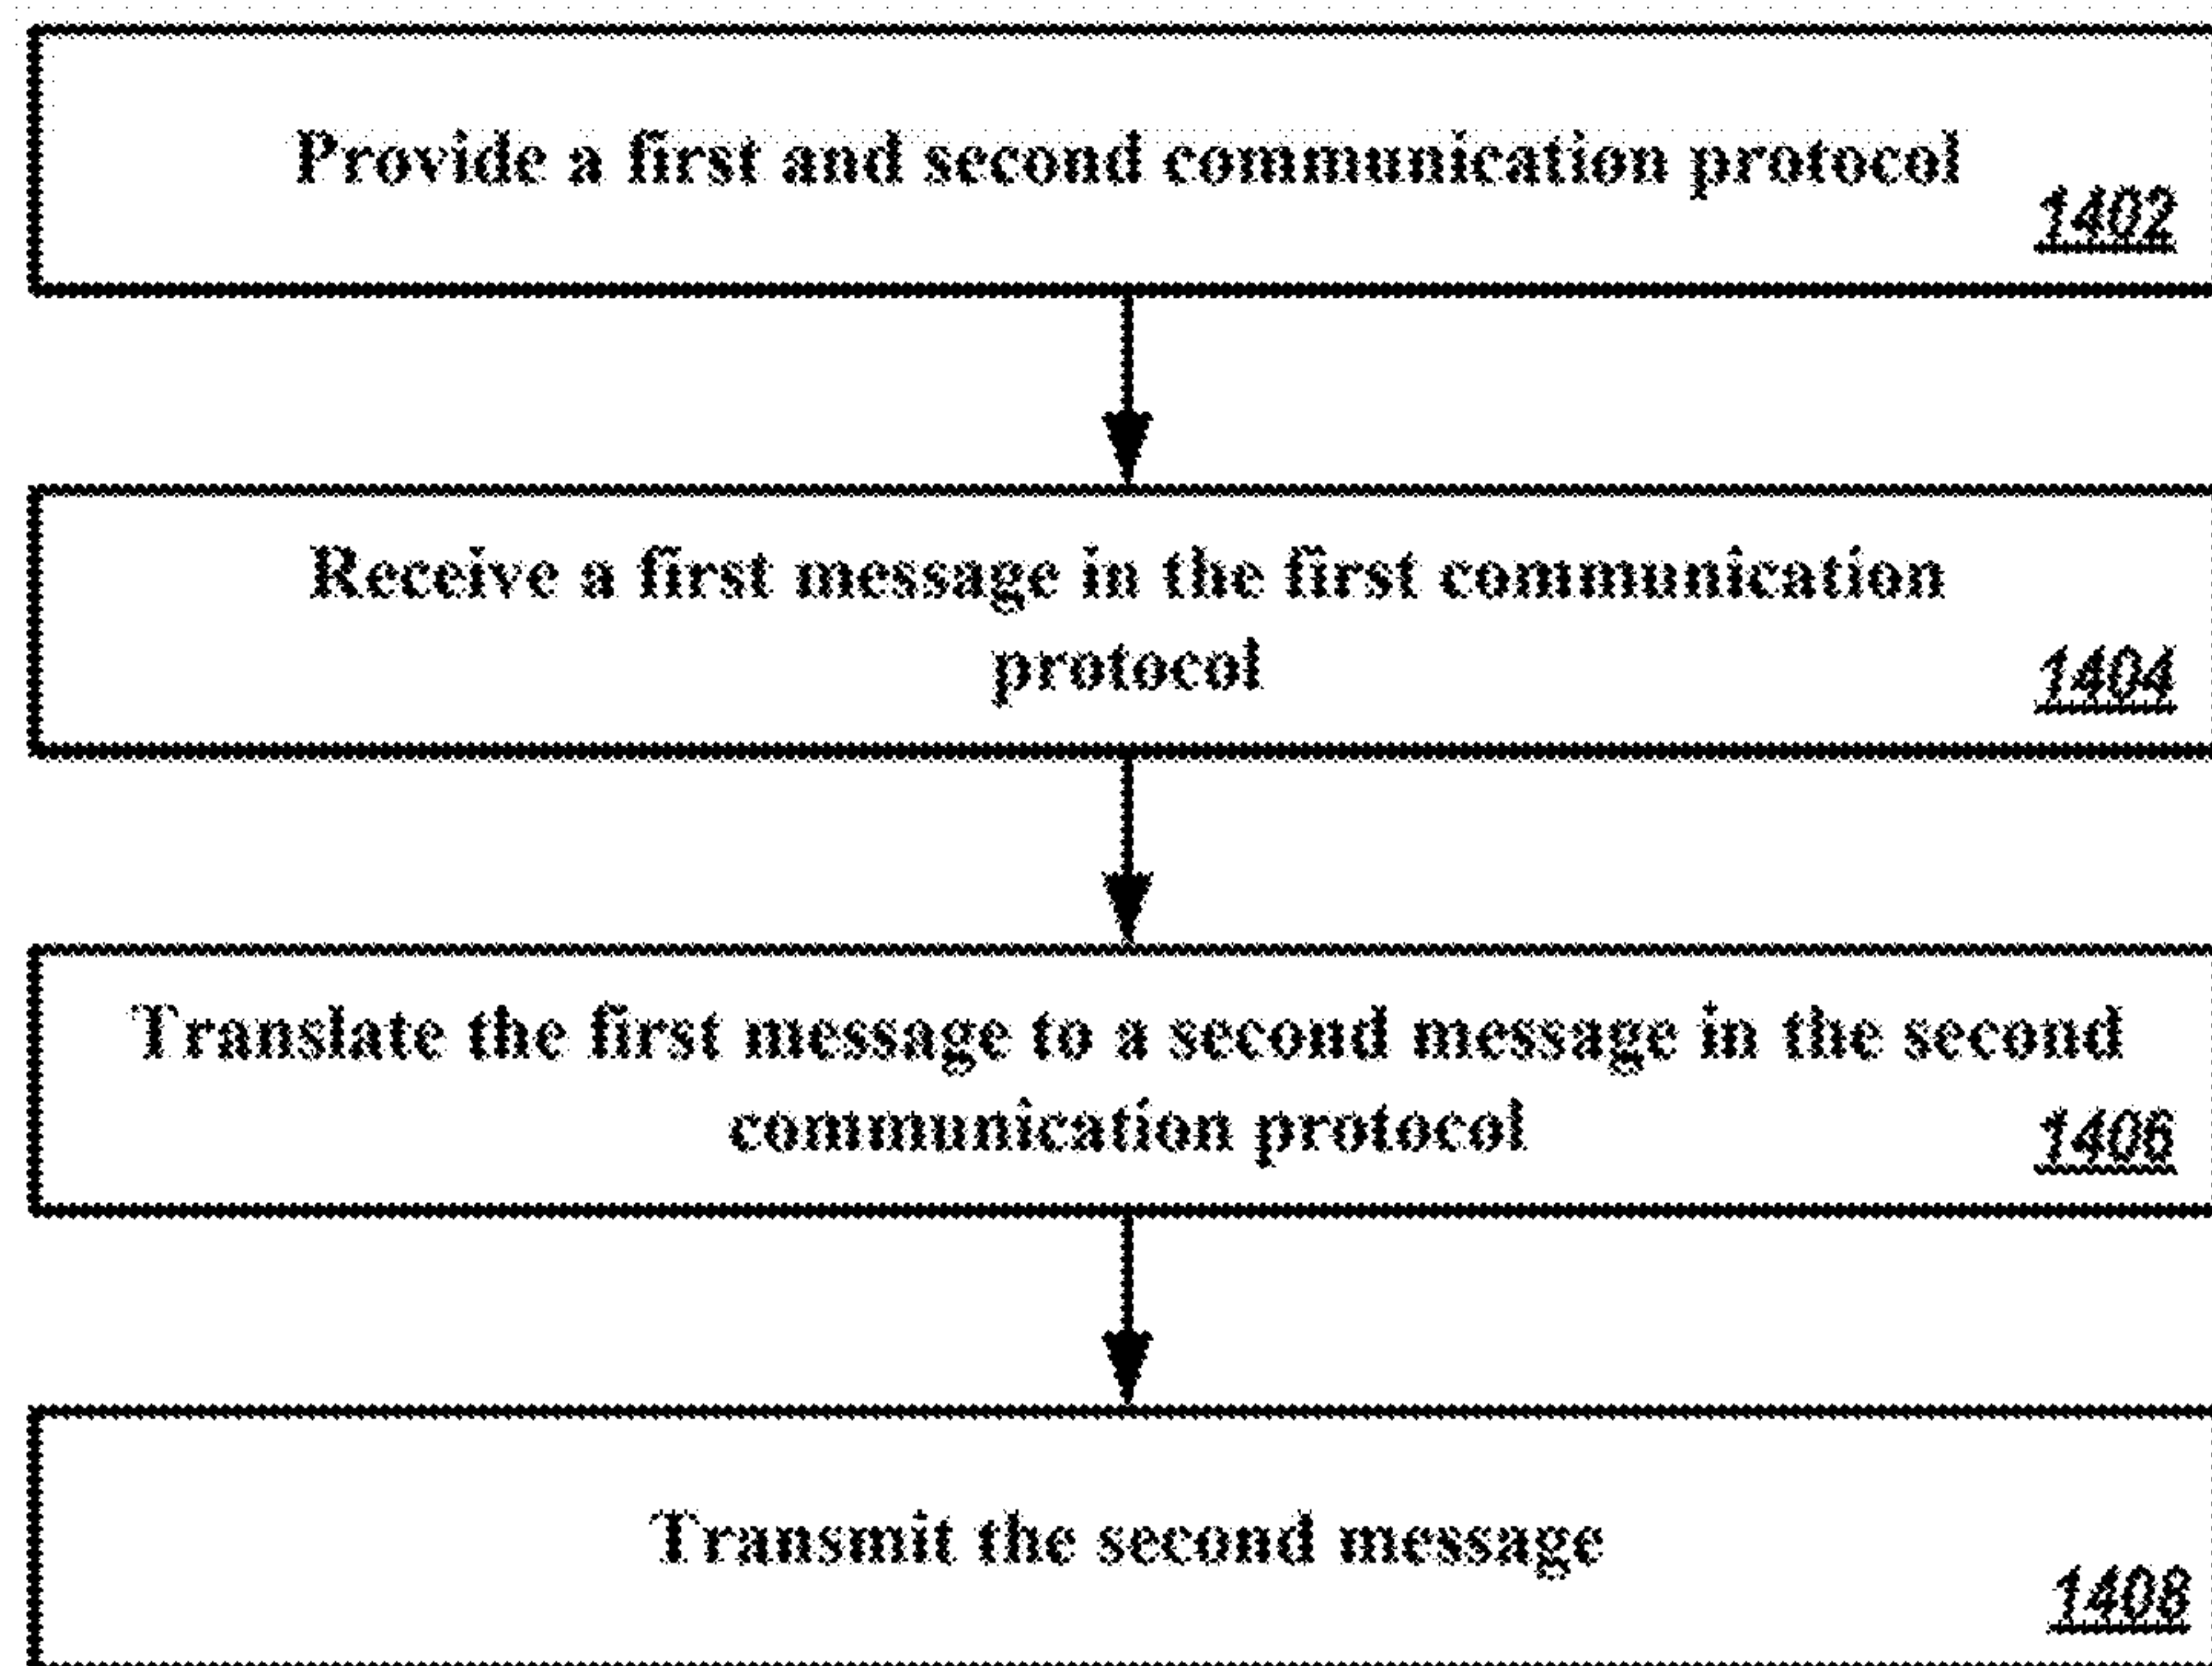 Provide a first and second communication protocol
1402
Receive a first message in the first communication
protocol
1404
Translate the first message to a second message in the second
communication protocol
1406
Transmit the second message
1408